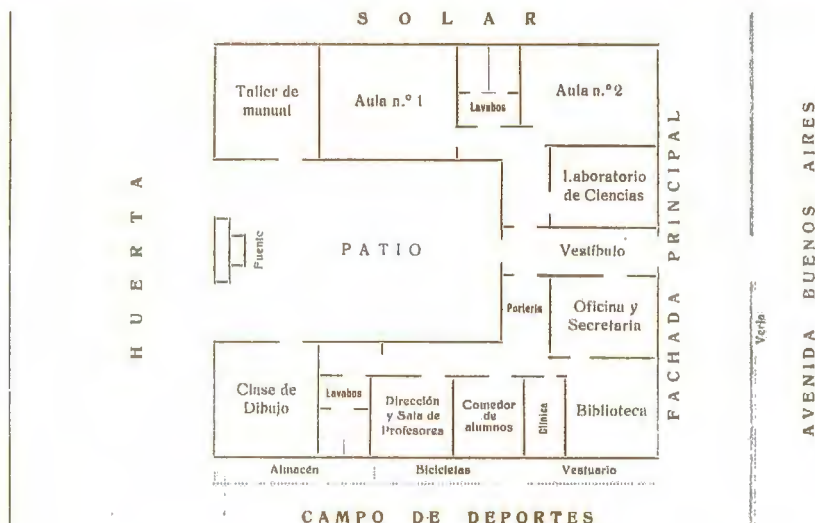 SOLAR
Taller de
manual
Aula n.º 1
Lavabos
Aula n.º 2
Laboratorio
de Ciencias
HUERTA
Fuente
PATIO
Vestíbulo
FACHADA PRINCIPAL
AVENIDA BUENOS AIRES
Portería
Oficina y
Secretaría
Verja
Clase de
Dibujo
Lavabos
Dirección
y Sala de
Profesores
Comedor
de
alumnos
Clínica
Biblioteca
Almacén
Bicicletas
Vestuario
CAMPO DE DEPORTES